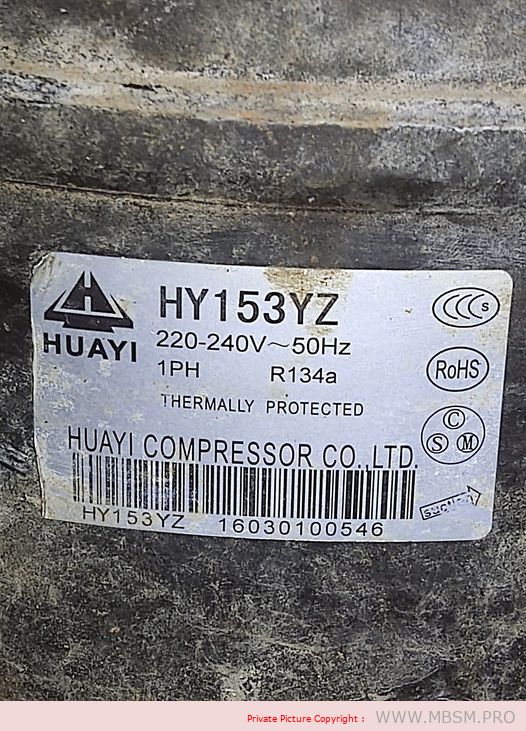 HY153YZ
HUAYI
220-240V~50Hz
1PH R134a
THERMALLY PROTECTED
HUAYI COMPRESSOR CO.,LTD.
HY153YZ 16030100546
CCC S
RoHS
C
S M
SUCTION
Private Picture Copyright : WWW.MBSM.PRO